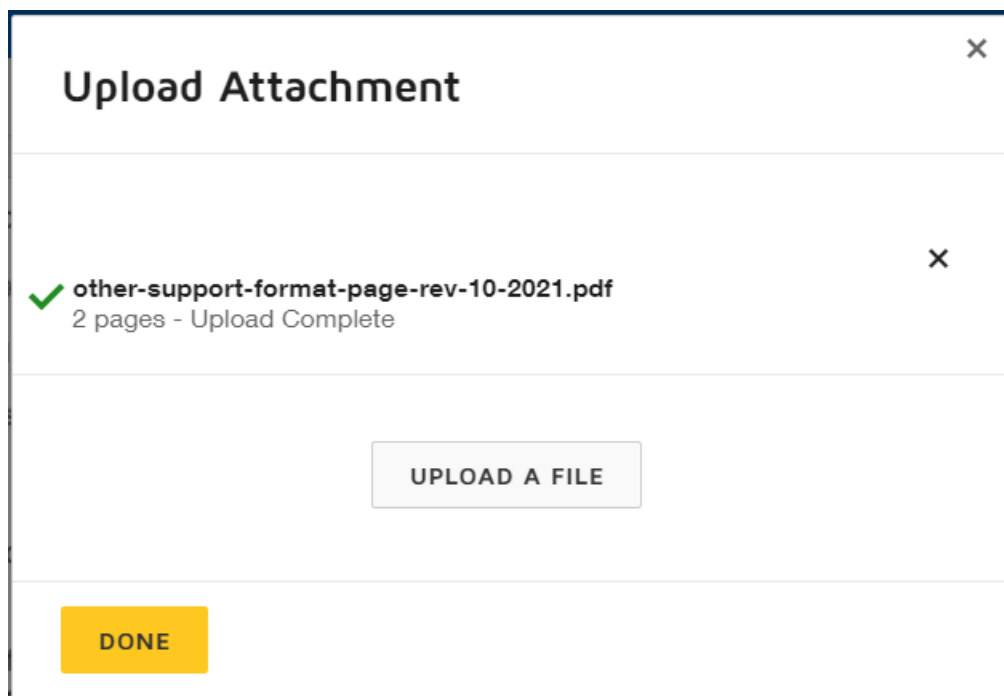 Upload Attachment
other-support-format-page-rev-10-2021.pdf
2 pages - Upload Complete
UPLOAD A FILE
DONE